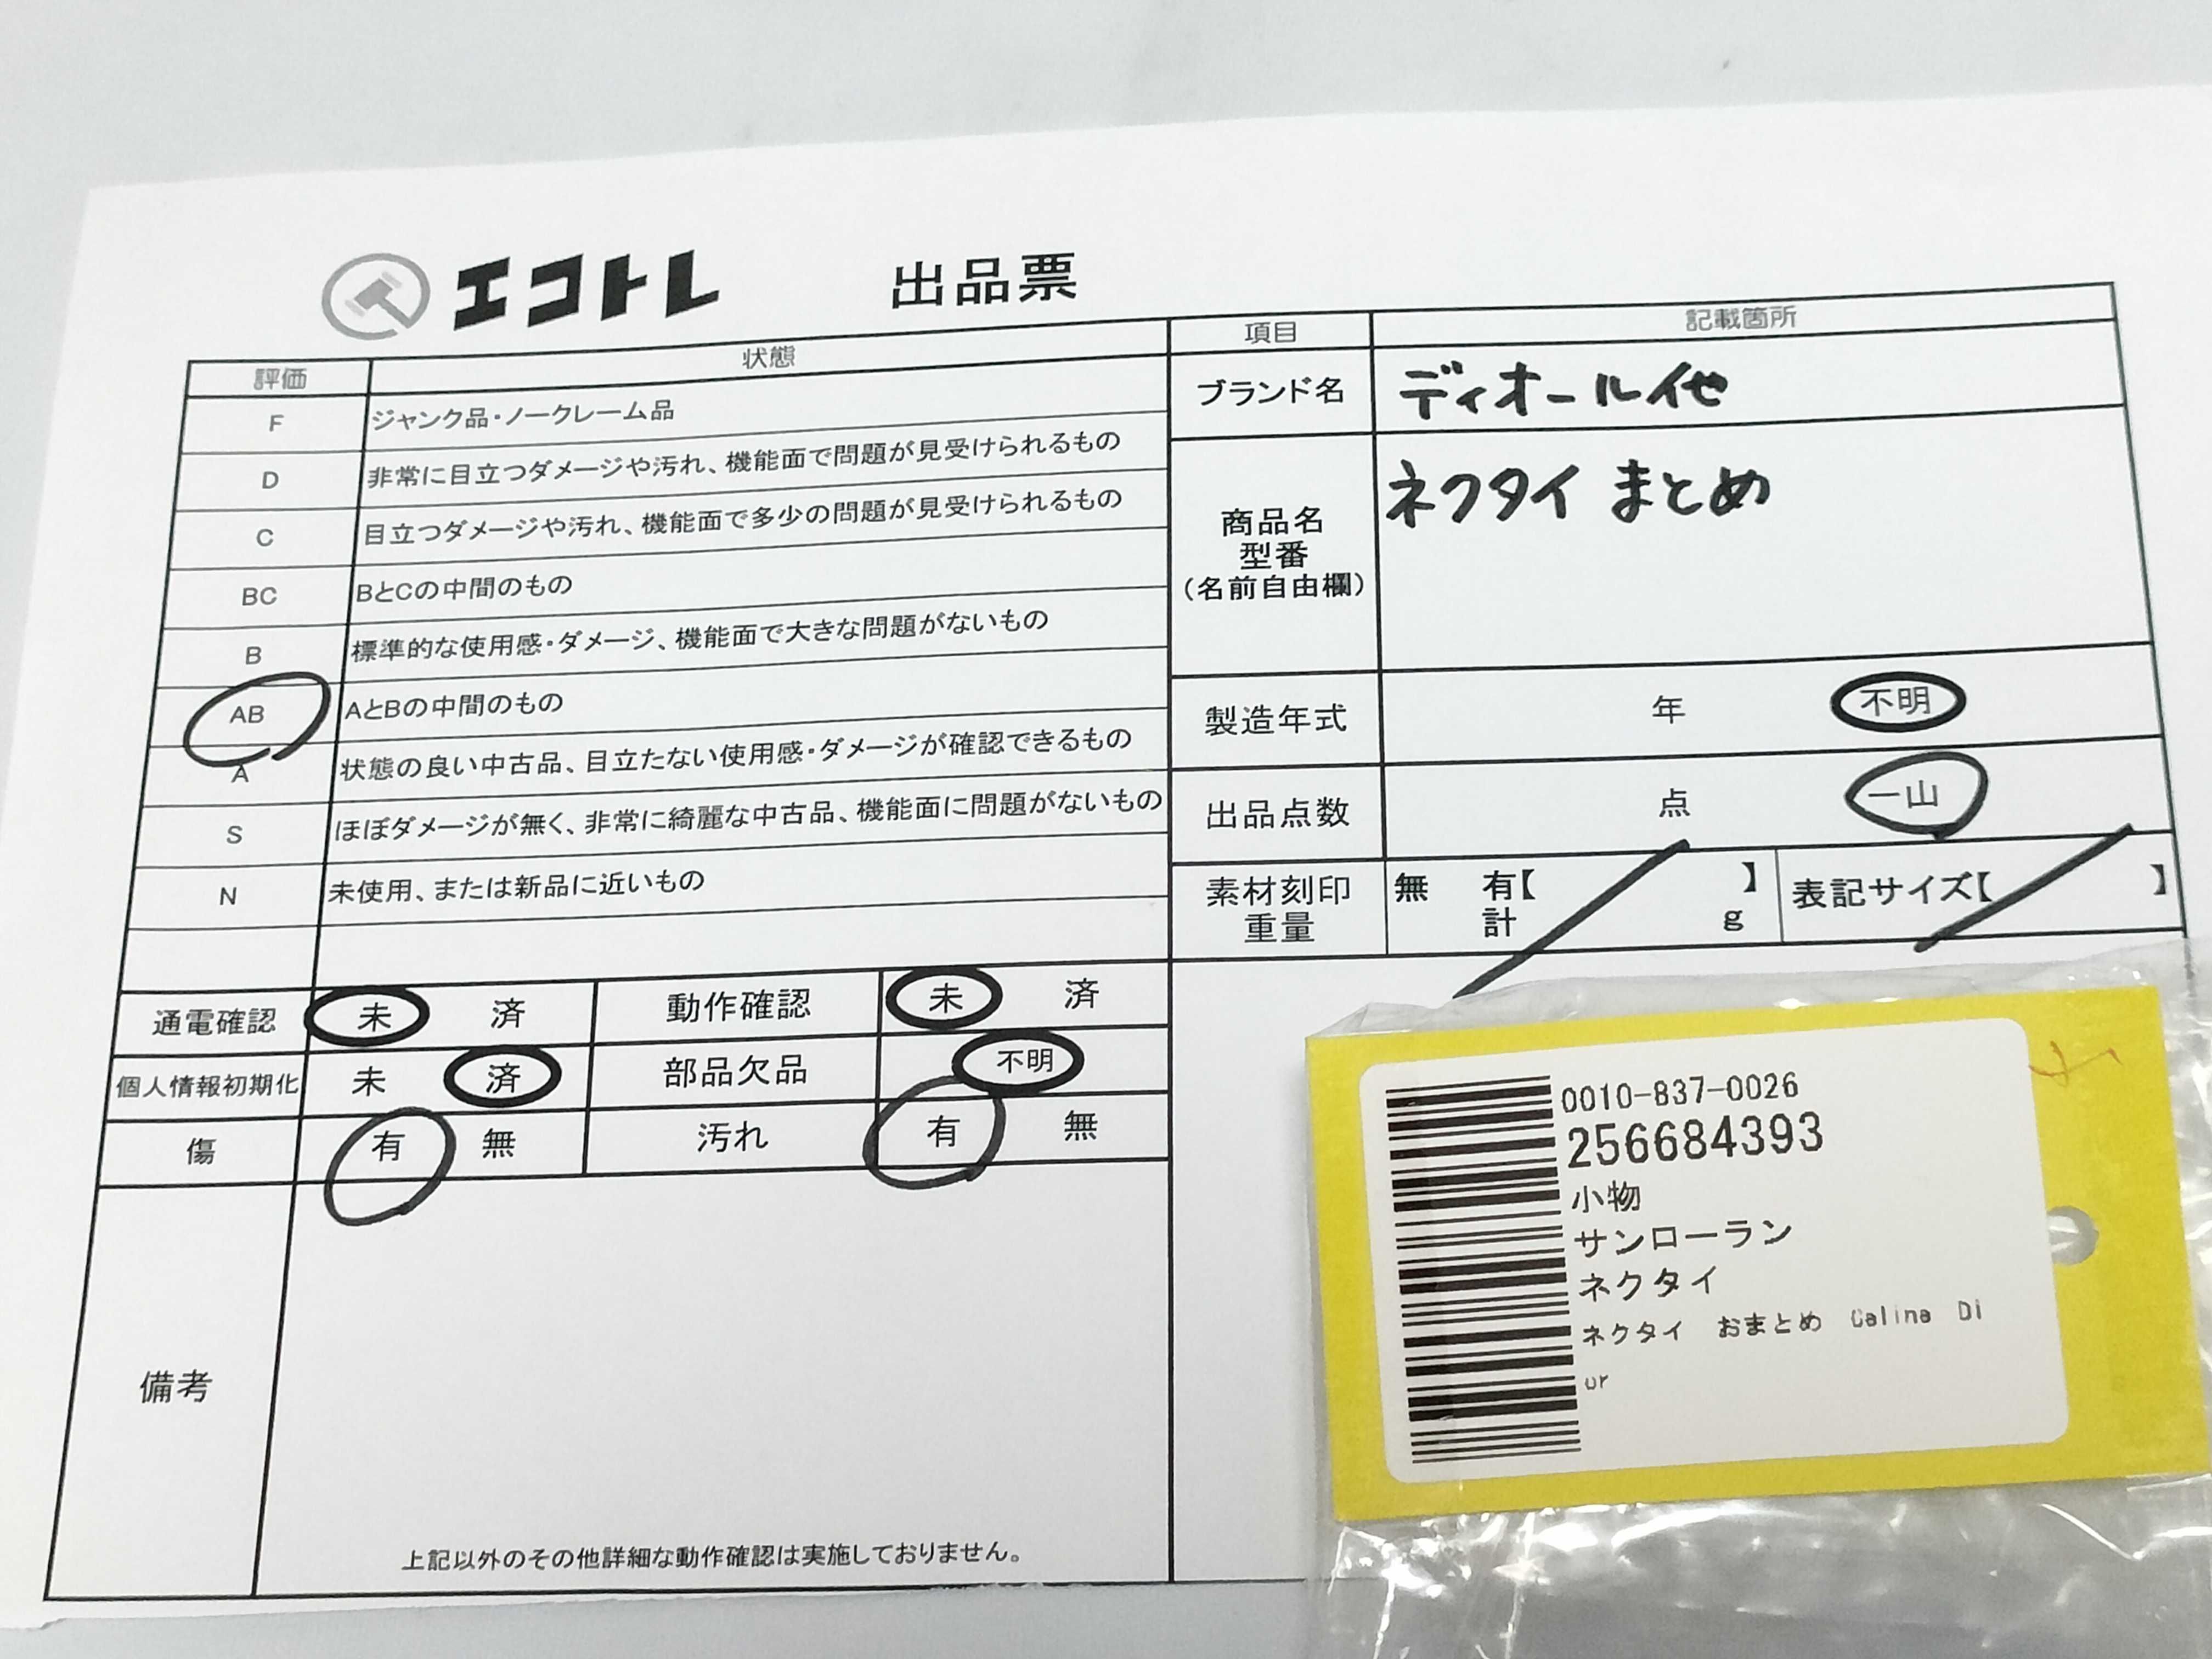 エコトレ 出品票
評価 状態
F ジャンク品・ノークレーム品
D 非常に目立つダメージや汚れ、機能面で問題が見受けられるもの
C 目立つダメージや汚れ、機能面で多少の問題が見受けられるもの
BC BとCの中間のもの
B 標準的な使用感・ダメージ、機能面で大きな問題がないもの
AB AとBの中間のもの
A 状態の良い中古品、目立たない使用感・ダメージが確認できるもの
S ほぼダメージが無く、非常に綺麗な中古品、機能面に問題がないもの
N 未使用、または新品に近いもの
項目 記載箇所
ブランド名 ディオール他
商品名
型番
（名前自由欄）
ネクタイ まとめ
製造年式 年 不明
出品点数 点 一山
素材刻印
重量
無 有【 】
計 g
表記サイズ【 】
通電確認 未 済 動作確認 未 済
個人情報初期化 未 済 部品欠品 不明
傷 有 無 汚れ 有 無
備考
上記以外のその他詳細な動作確認は実施しておりません。
0010-837-0026
256684393
小物
サンローラン
ネクタイ
ネクタイ おまとめ Celine Di
or